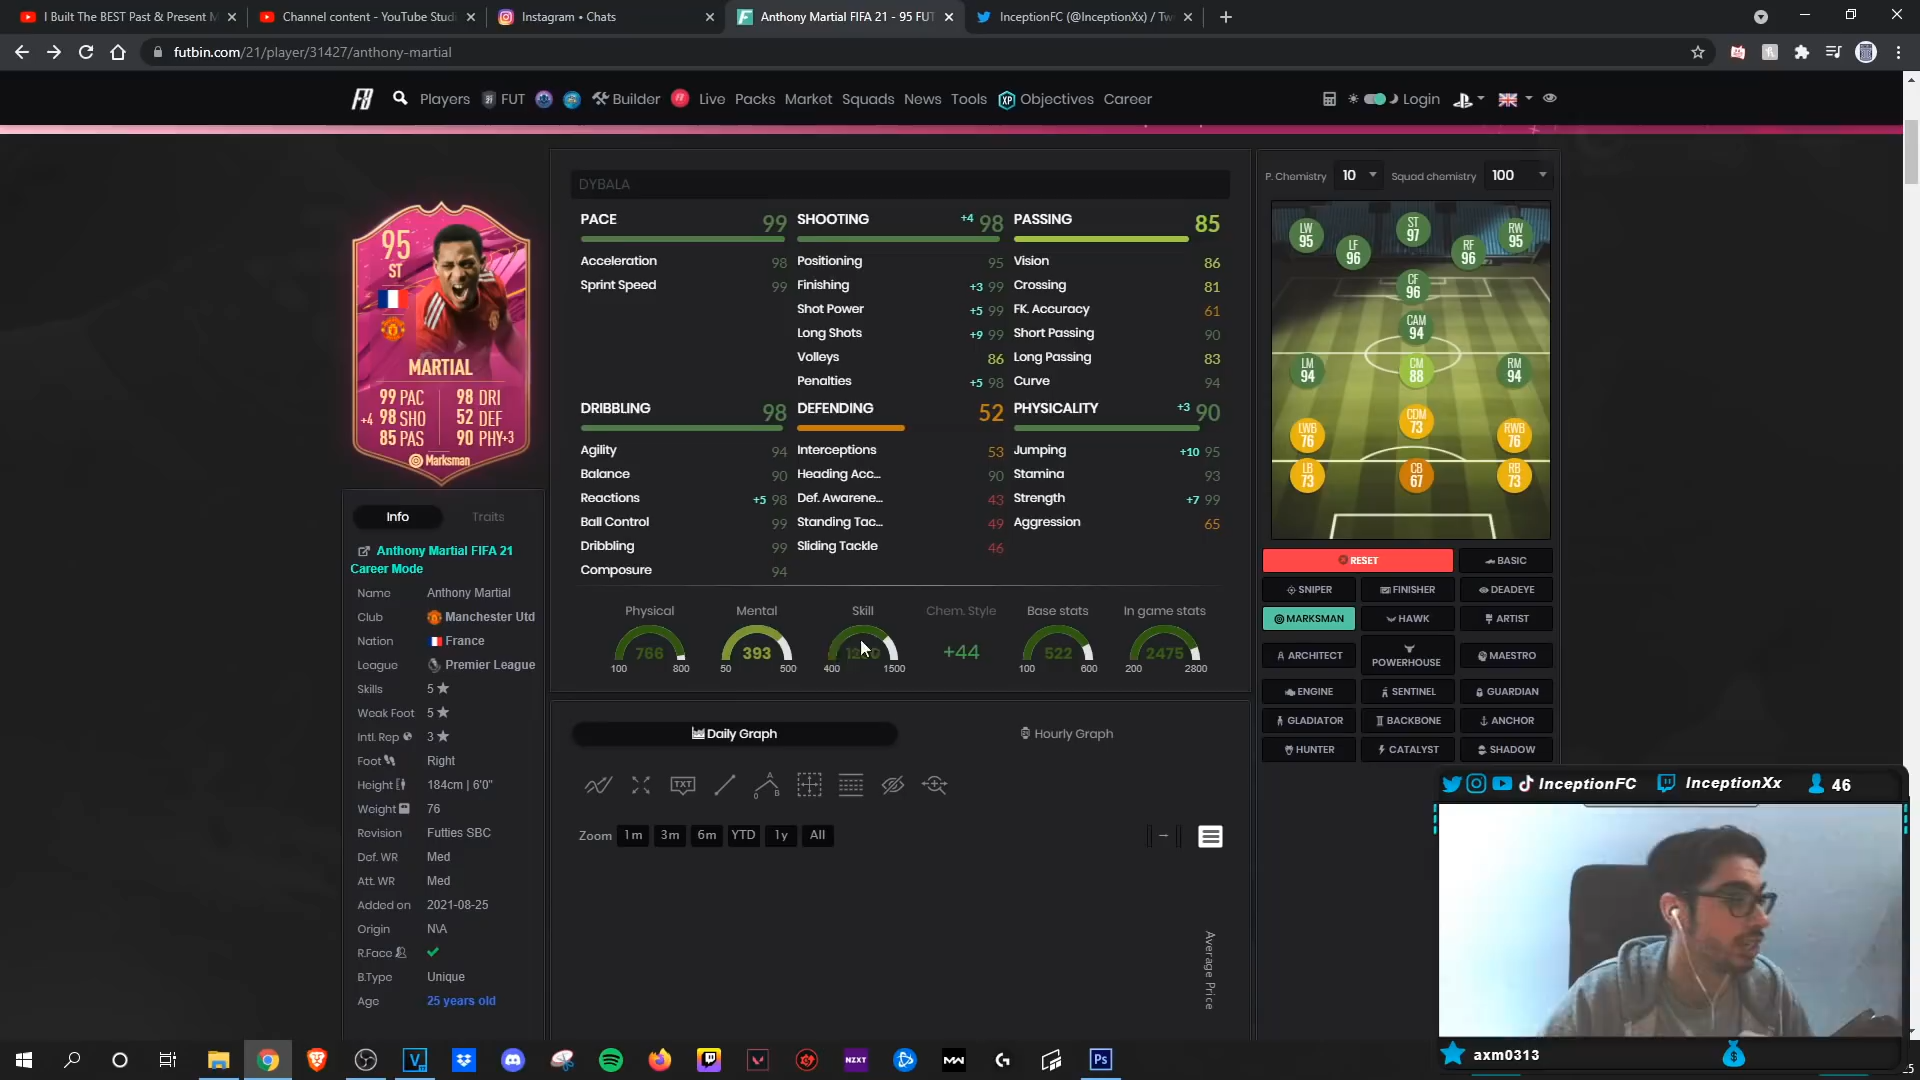 I Built The BEST Past & Present M
Channel content - YouTube Studi
Instagram • Chats
Anthony Martial FIFA 21 - 95 FUT
InceptionFC (@InceptionXx) / Tw
futbin.com/21/player/31427/anthony-martial
Players FUT Builder Live Packs Market Squads News Tools XP Objectives Career Login
DYBALA
P. Chemistry 10 Squad chemistry 100
95
ST
MARTIAL
99 PAC 98 DRI
+4 98 SHO 52 DEF
85 PAS 90 PHY+3
Marksman
PACE 99
Acceleration 98
Sprint Speed 99
SHOOTING +4 98
Positioning 95
Finishing +3 99
Shot Power +5 99
Long Shots +9 99
Volleys 86
Penalties +5 98
PASSING 85
Vision 86
Crossing 81
FK. Accuracy 61
Short Passing 90
Long Passing 83
Curve 94
DRIBBLING 98
Agility 94
Balance 90
Reactions +5 98
Ball Control 99
Dribbling 99
Composure 94
DEFENDING 52
Interceptions 53
Heading Acc... 90
Def. Awarene... 43
Standing Tac... 49
Sliding Tackle 46
PHYSICALITY +3 90
Jumping +10 95
Stamina 93
Strength +7 99
Aggression 65
Physical Mental Skill Chem. Style Base stats In game stats
766 393 +44 522 2475
100 800 50 500 400 1500 100 600 200 2800
LW 95
ST 97
RW 95
LF 96
RF 96
CF 96
CAM 94
LM 94
CM 88
RM 94
LWB 76
CDM 73
RWB 76
LB 73
CB 67
RB 73
RESET BASIC
SNIPER FINISHER DEADEYE
MARKSMAN HAWK ARTIST
ARCHITECT POWERHOUSE MAESTRO
ENGINE SENTINEL GUARDIAN
GLADIATOR BACKBONE ANCHOR
HUNTER CATALYST SHADOW
Info Traits
Anthony Martial FIFA 21
Career Mode
Name Anthony Martial
Club Manchester Utd
Nation France
League Premier League
Skills 5
Weak Foot 5
Intl. Rep 3
Foot Right
Height 184cm | 6'0"
Weight 76
Revision Futties SBC
Def. WR Med
Att. WR Med
Added on 2021-08-25
Origin N\A
R.Face
B.Type Unique
Age 25 years old
Daily Graph Hourly Graph
TXT
Zoom 1m 3m 6m YTD 1y All
Average Price
InceptionFC InceptionXx 46
axm0313
NZXT
Ps